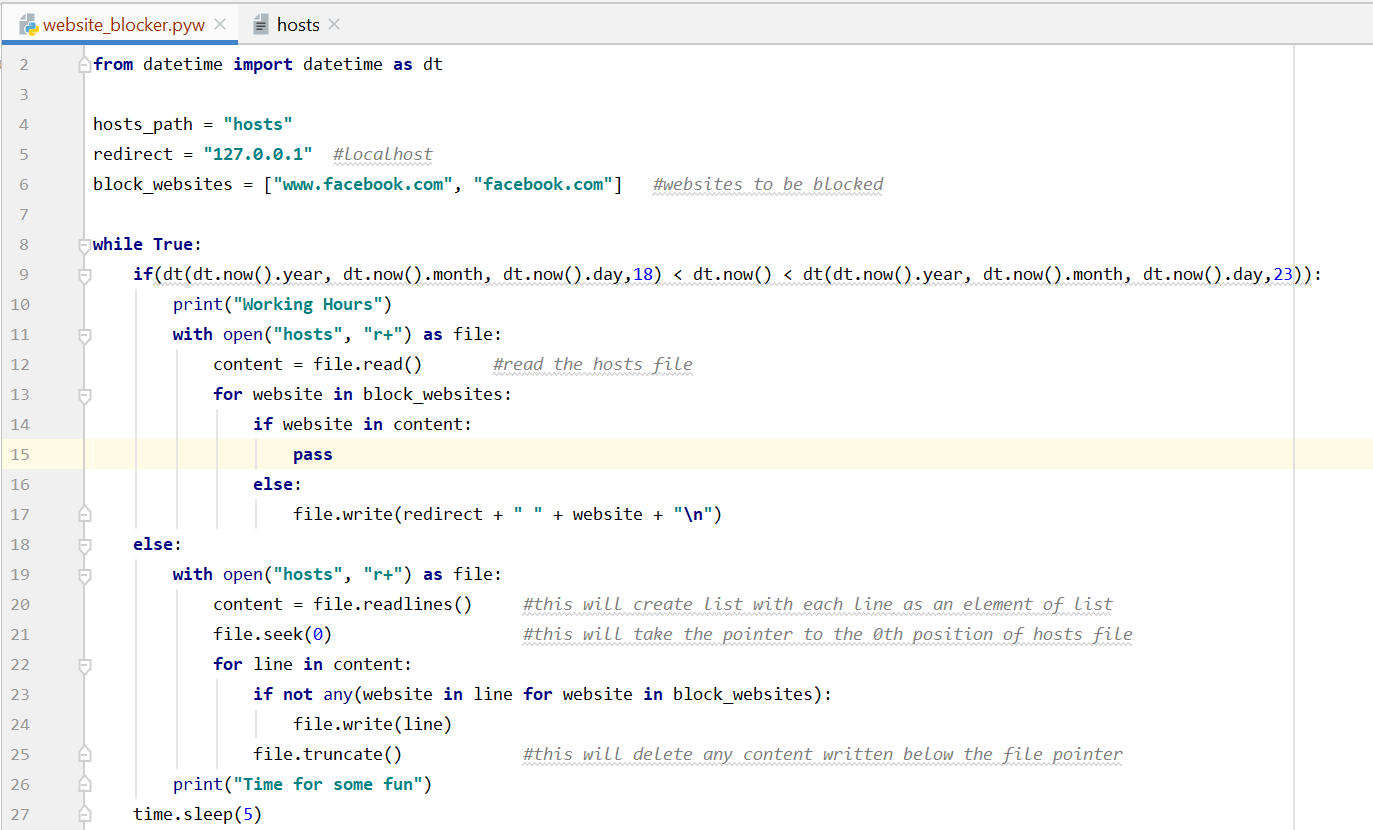 website_blocker.pyw hosts
2 from datetime import datetime as dt
3
4 hosts_path = "hosts"
5 redirect = "127.0.0.1"  #localhost
6 block_websites = ["www.facebook.com", "facebook.com"]   #websites to be blocked
7
8 while True:
9     if(dt(dt.now().year, dt.now().month, dt.now().day,18) < dt.now() < dt(dt.now().year, dt.now().month, dt.now().day,23)):
10         print("Working Hours")
11         with open("hosts", "r+") as file:
12             content = file.read()       #read the hosts file
13             for website in block_websites:
14                 if website in content:
15                     pass
16                 else:
17                     file.write(redirect + " " + website + "\n")
18     else:
19         with open("hosts", "r+") as file:
20             content = file.readlines()     #this will create list with each line as an element of list
21             file.seek(0)                   #this will take the pointer to the 0th position of hosts file
22             for line in content:
23                 if not any(website in line for website in block_websites):
24                     file.write(line)
25                 file.truncate()            #this will delete any content written below the file pointer
26         print("Time for some fun")
27     time.sleep(5)